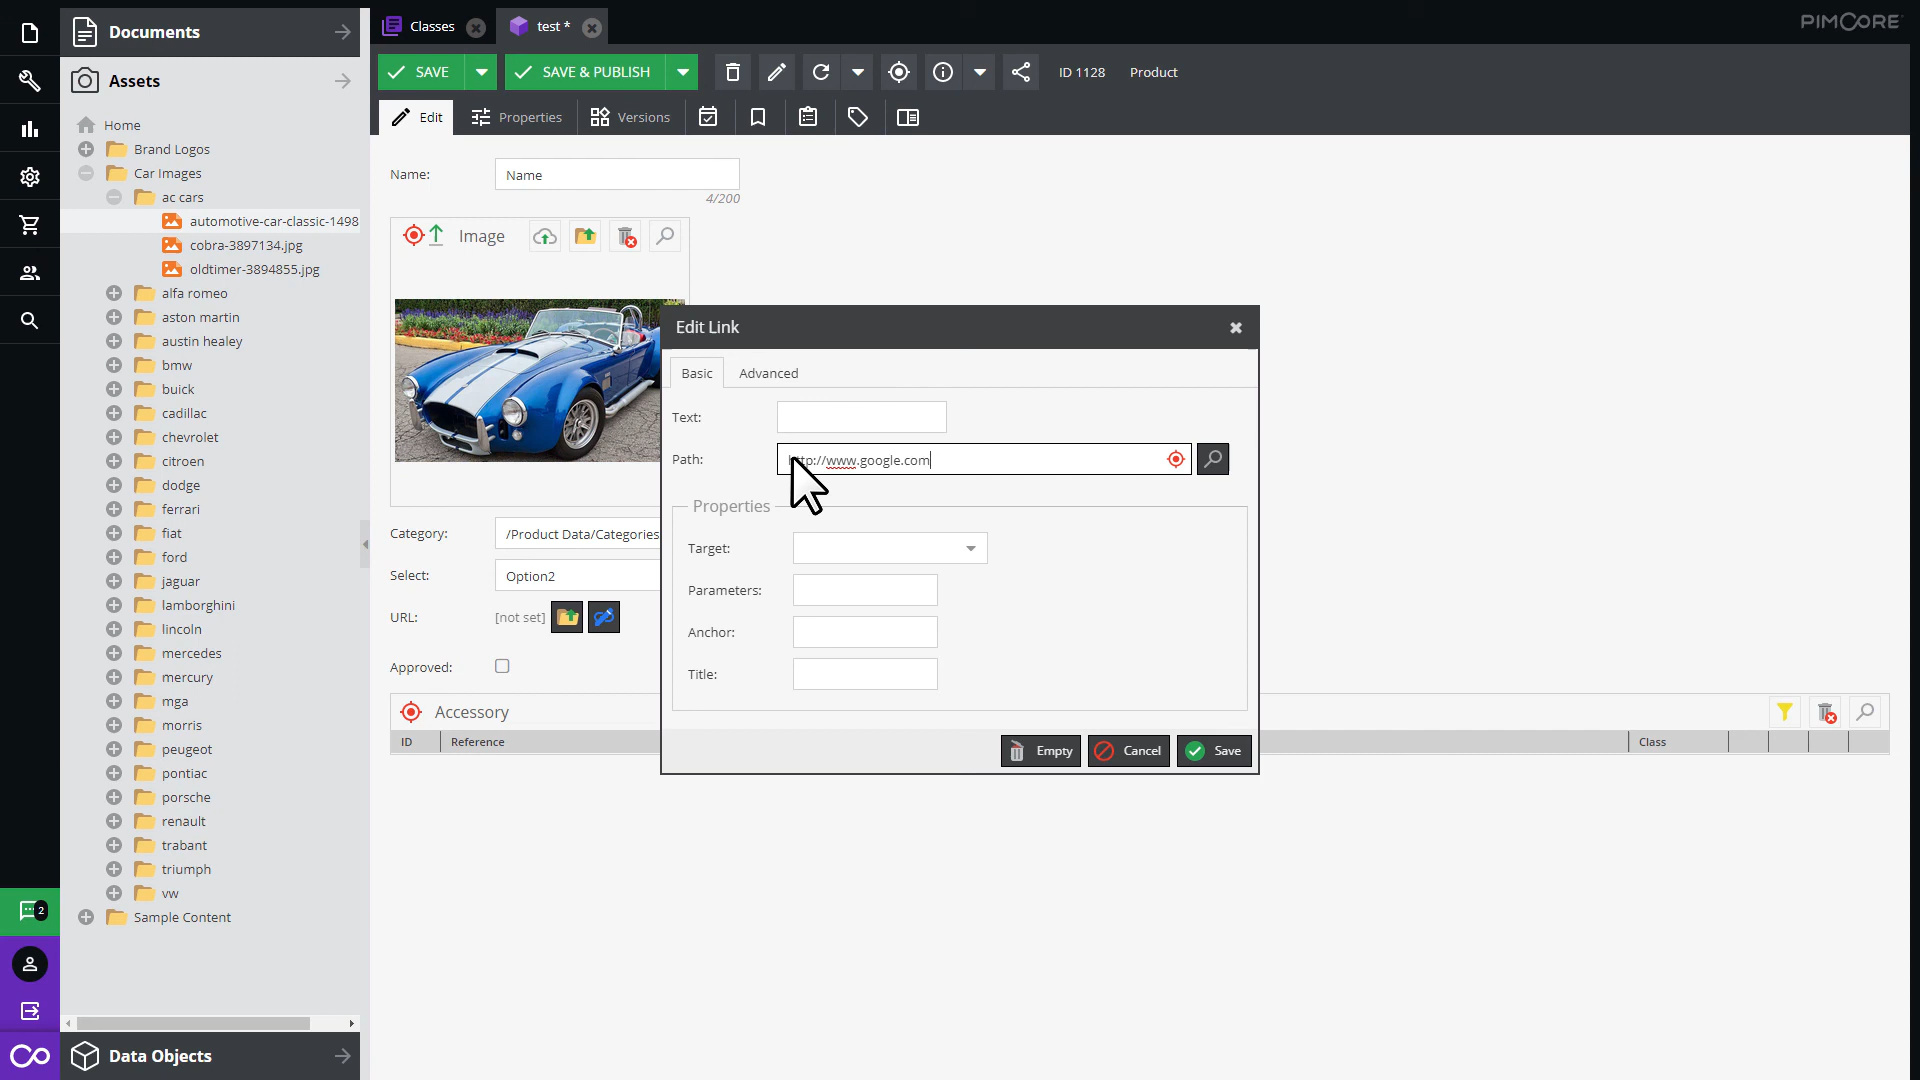 Documents
Assets
Home
Brand Logos
Car Images
ac cars
automotive-car-classic-1498
cobra-3897134.jpg
oldtimer-3894855.jpg
alfa romeo
aston martin
austin healey
bmw
buick
cadillac
chevrolet
citroen
dodge
ferrari
fiat
ford
jaguar
lamborghini
lincoln
mercedes
mercury
mga
morris
peugeot
pontiac
porsche
renault
trabant
triumph
vw
Sample Content
Data Objects
2
Classes
test *
PIMCORE
SAVE
SAVE & PUBLISH
ID 1128
Product
Edit
Properties
Versions
Name:
Name
4/200
Image
Category:
/Product Data/Categories
Select:
Option2
URL:
[not set]
Approved:
Accessory
ID
Reference
Class
Edit Link
Basic
Advanced
Text:
Path:
http://www.google.com
Properties
Target:
Parameters:
Anchor:
Title:
Empty
Cancel
Save